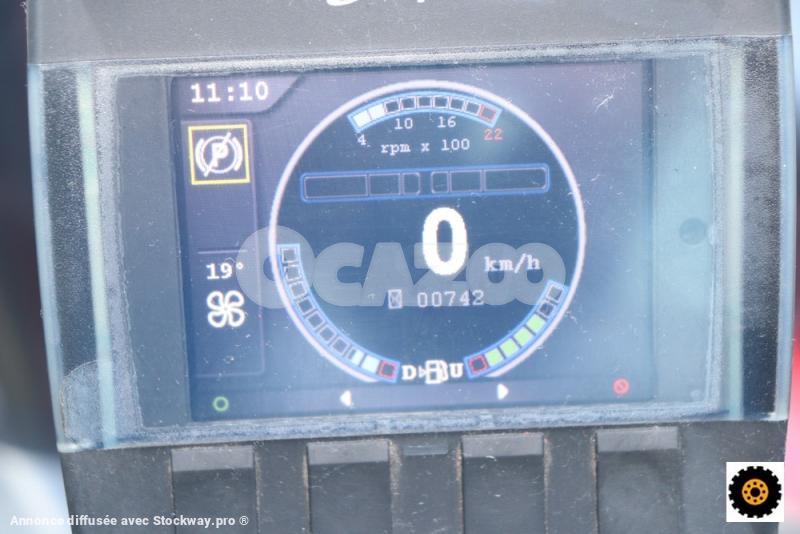 11:10
4 10 16 22
rpm x 100
P
0 km/h
19°
OCAZOO
00742
D U
Annonce diffusée avec Stockway.pro ®